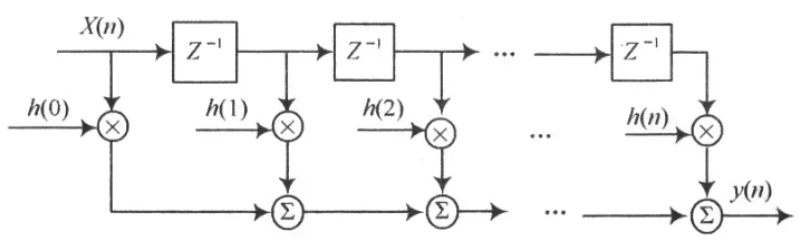 X(n)
Z⁻¹ Z⁻¹ ... Z⁻¹
h(0) h(1) h(2) ... h(n)
× × × ×
y(n)
Σ Σ ... Σ